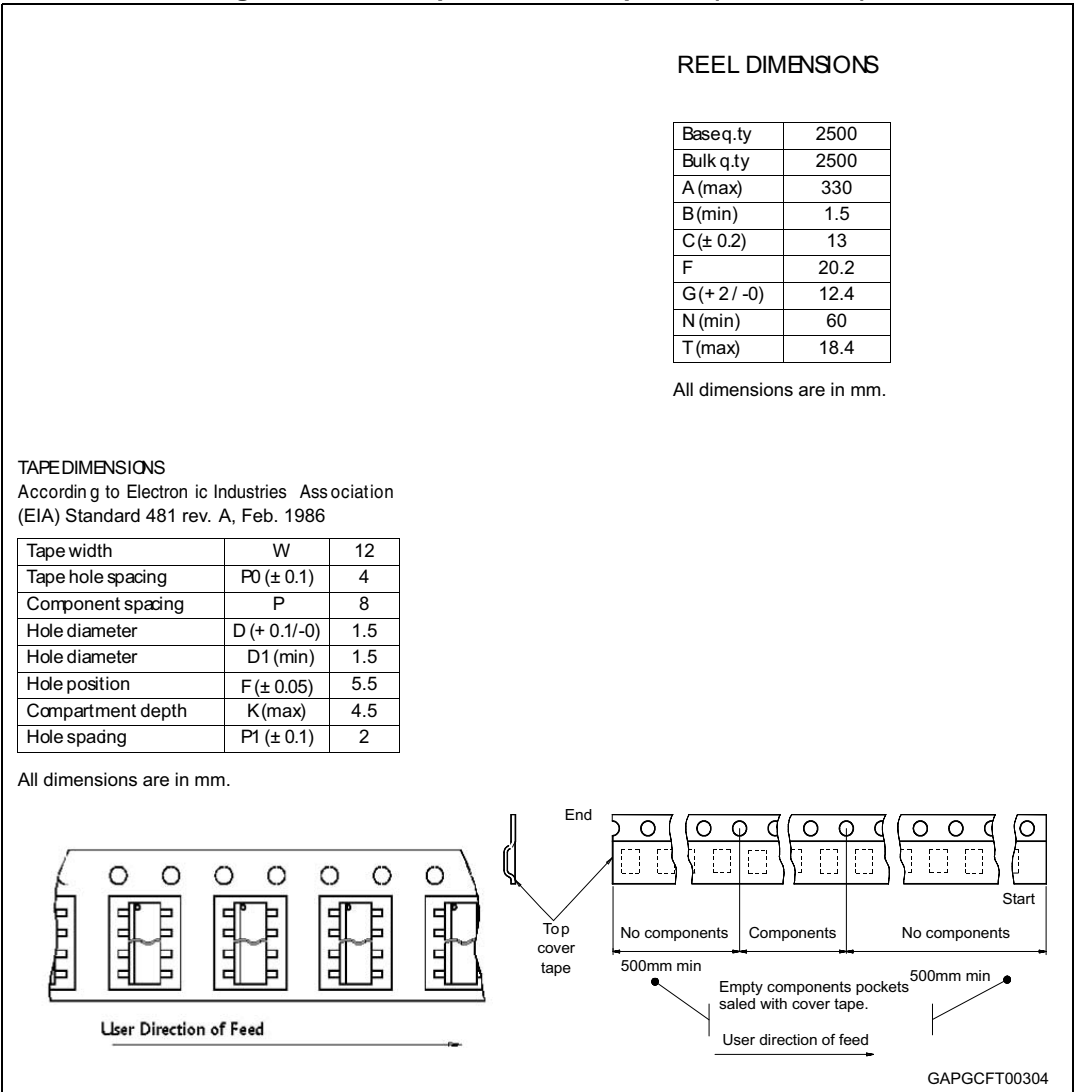 REEL DIMENSIONS
Base q.ty 2500
Bulk q.ty 2500
A (max) 330
B (min) 1.5
C (± 0.2) 13
F 20.2
G (+ 2 / -0) 12.4
N (min) 60
T (max) 18.4
All dimensions are in mm.
TAPE DIMENSIONS
According to Electronic Industries Association
(EIA) Standard 481 rev. A, Feb. 1986
Tape width W 12
Tape hole spacing P0 (± 0.1) 4
Component spacing P 8
Hole diameter D (+ 0.1/-0) 1.5
Hole diameter D1 (min) 1.5
Hole position F (± 0.05) 5.5
Compartment depth K (max) 4.5
Hole spacing P1 (± 0.1) 2
All dimensions are in mm.
User Direction of Feed
End
Start
Top
cover
tape
No components Components No components
500mm min
500mm min
Empty components pockets
saled with cover tape.
User direction of feed
GAPGCFT00304